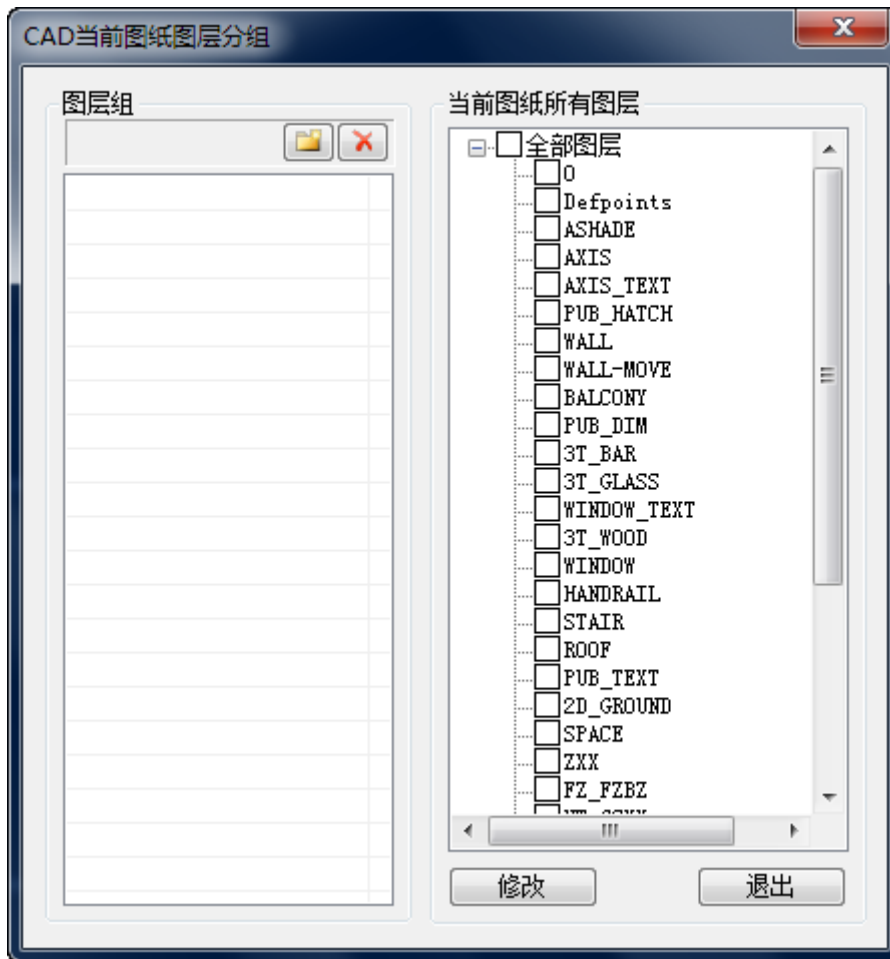 CAD当前图纸图层分组
图层组
当前图纸所有图层
全部图层
0
Defpoints
ASHADE
AXIS
AXIS_TEXT
PUB_HATCH
WALL
WALL-MOVE
BALCONY
PUB_DIM
3T_BAR
3T_GLASS
WINDOW_TEXT
3T_WOOD
WINDOW
HANDRAIL
STAIR
ROOF
PUB_TEXT
2D_GROUND
SPACE
ZXX
FZ_FZBZ
修改
退出